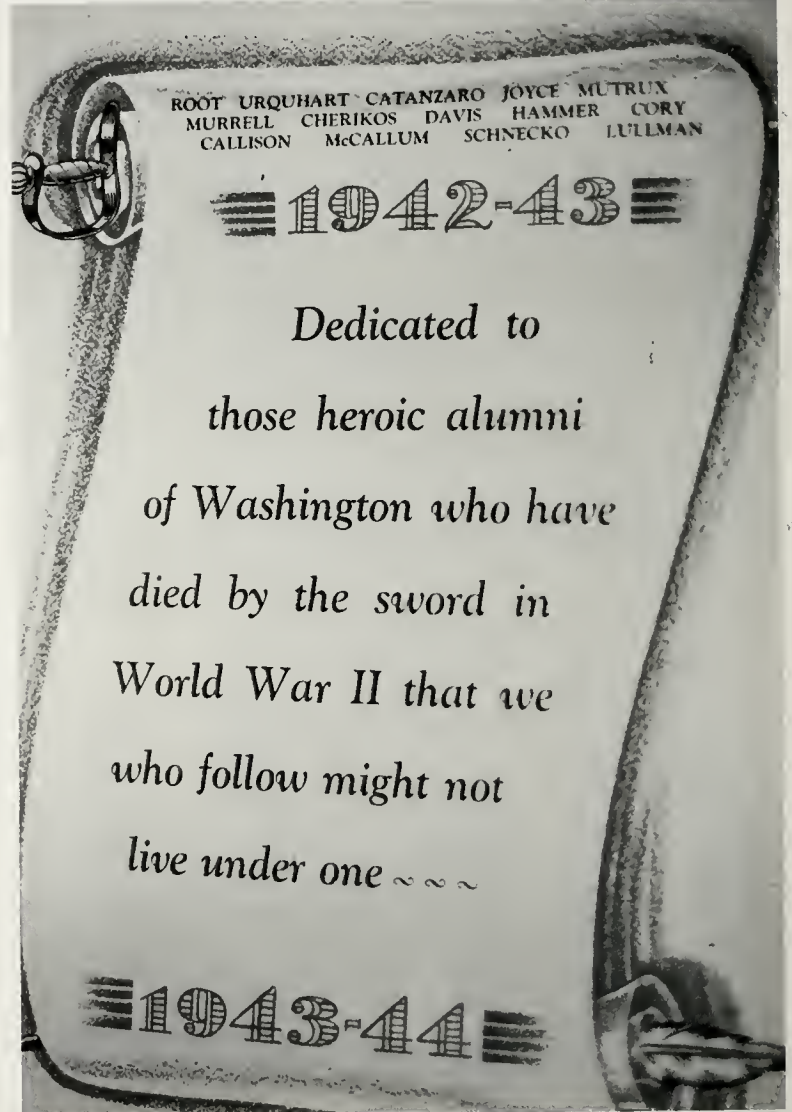 ROOT URQUHART CATANZARO JOYCE MUTRUX
MURRELL CHERIKOS DAVIS HAMMER CORY
CALLISON McCALLUM SCHNECKO LULLMAN
1942-43
Dedicated to
those heroic alumni
of Washington who have
died by the sword in
World War II that we
who follow might not
live under one ~ ~ ~
1943-44